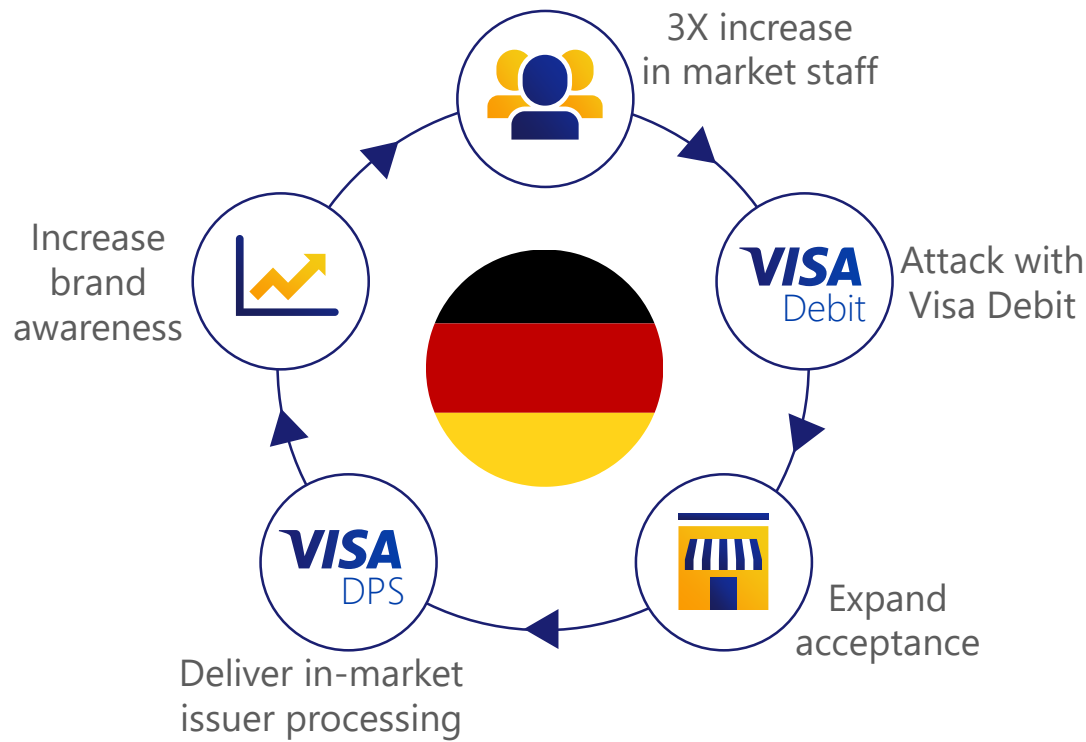 3X increase
in market staff
VISA
Debit
Attack with
Visa Debit
Expand
acceptance
VISA
DPS
Deliver in-market
issuer processing
Increase
brand
awareness